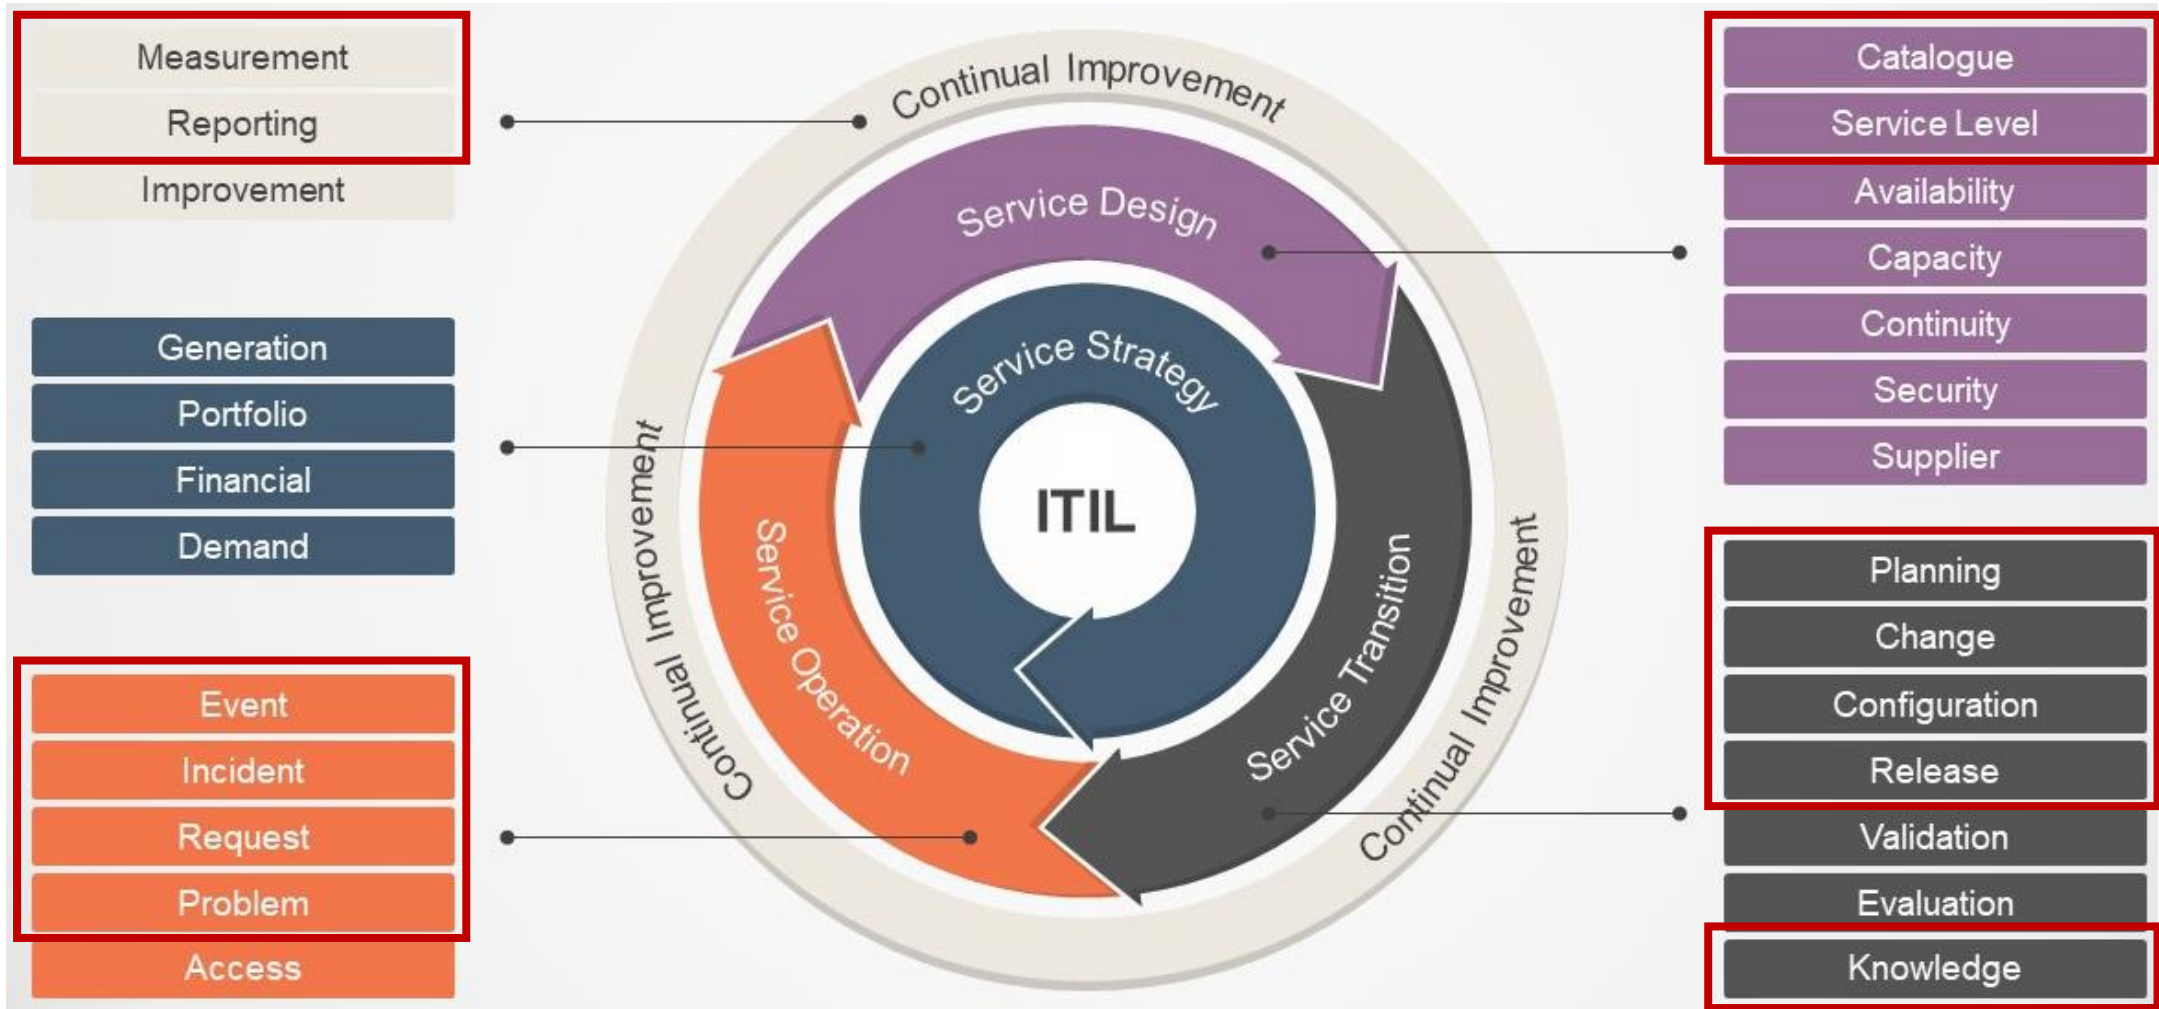 Measurement
Reporting
Improvement
Generation
Portfolio
Financial
Demand
Event
Incident
Request
Problem
Access
Continual Improvement
Service Design
Service Strategy
ITIL
Service Operation
Service Transition
Continual Improvement
Continual Improvement
Catalogue
Service Level
Availability
Capacity
Continuity
Security
Supplier
Planning
Change
Configuration
Release
Validation
Evaluation
Knowledge